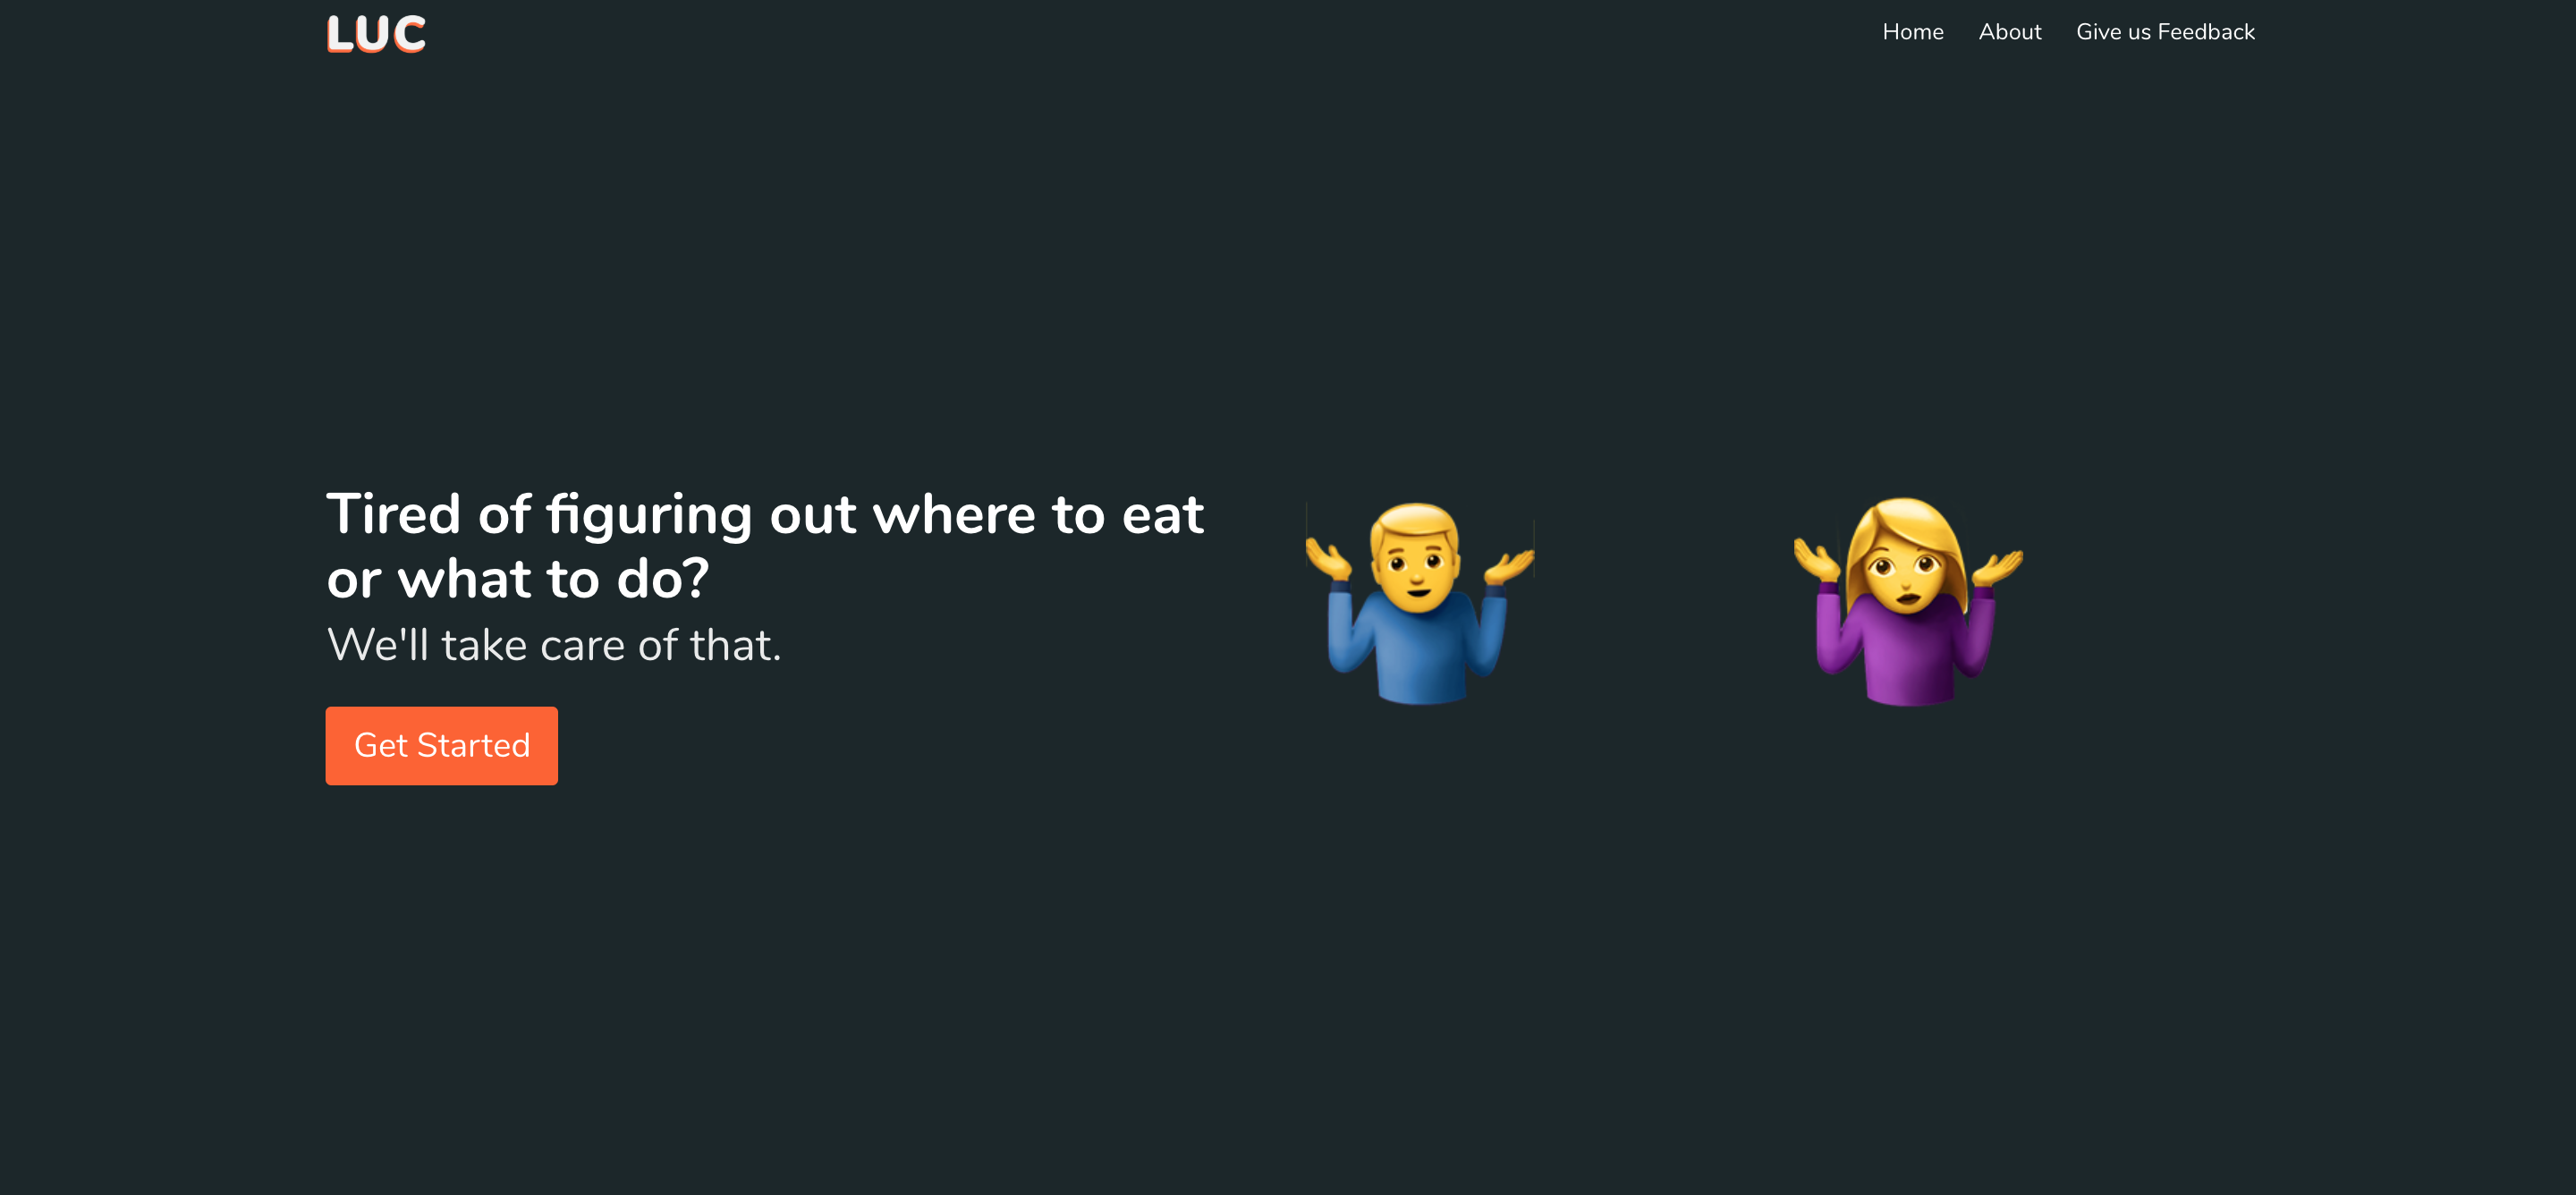 LUC
Home About Give us Feedback
Tired of figuring out where to eat
or what to do?
We'll take care of that.
Get Started